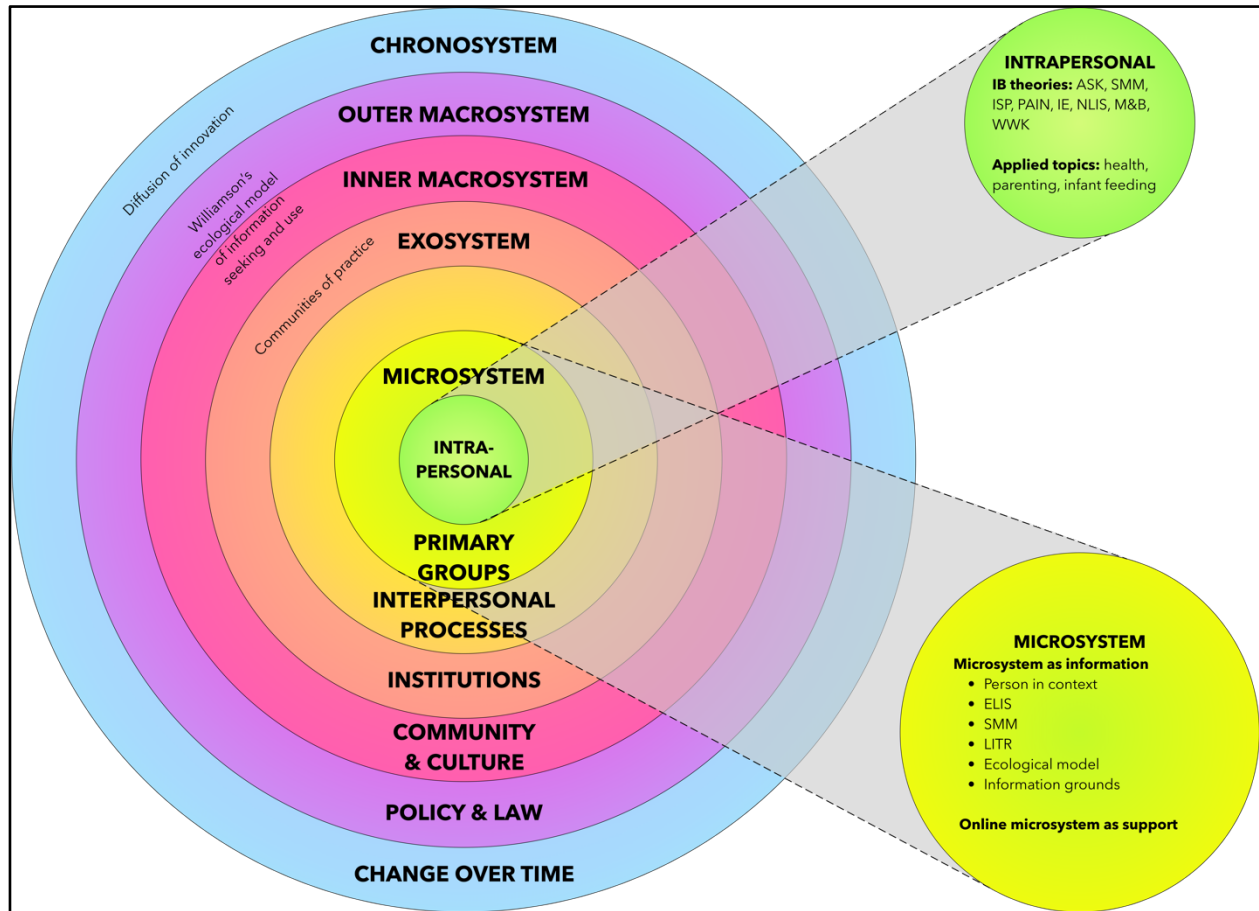 CHRONOSYSTEM
OUTER MACROSYSTEM
INNER MACROSYSTEM
EXOSYSTEM
MICROSYSTEM
INTRA-
PERSONAL
PRIMARY
GROUPS
INTERPERSONAL
PROCESSES
INSTITUTIONS
COMMUNITY
& CULTURE
POLICY & LAW
CHANGE OVER TIME
Diffusion of innovation
Williamson's
ecological model
of information
seeking and use
Communities of practice
INTRAPERSONAL
IB theories: ASK, SMM,
ISP, PAIN, IE, NLIS, M&B,
WWK
Applied topics: health,
parenting, infant feeding
MICROSYSTEM
Microsystem as information
• Person in context
• ELIS
• SMM
• LITR
• Ecological model
• Information grounds
Online microsystem as support